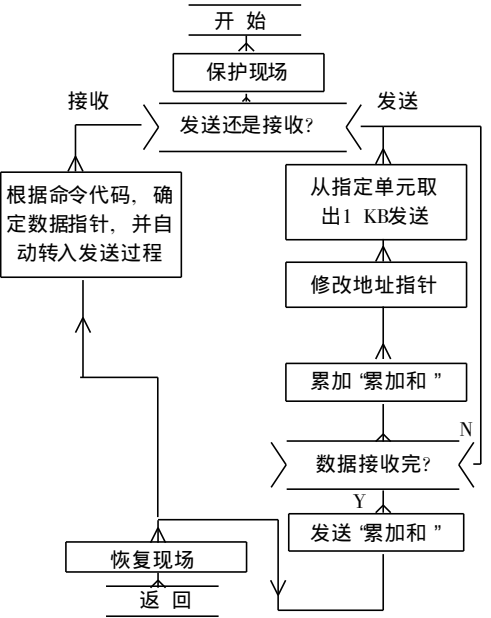 开 始
保护现场
接收
发送还是接收?
发送
根据命令代码, 确
定数据指针, 并自
动转入发送过程
从指定单元取
出1 KB发送
修改地址指针
累加 “累加和 ”
N
数据接收完?
Y
发送 “累加和 ”
恢复现场
返 回